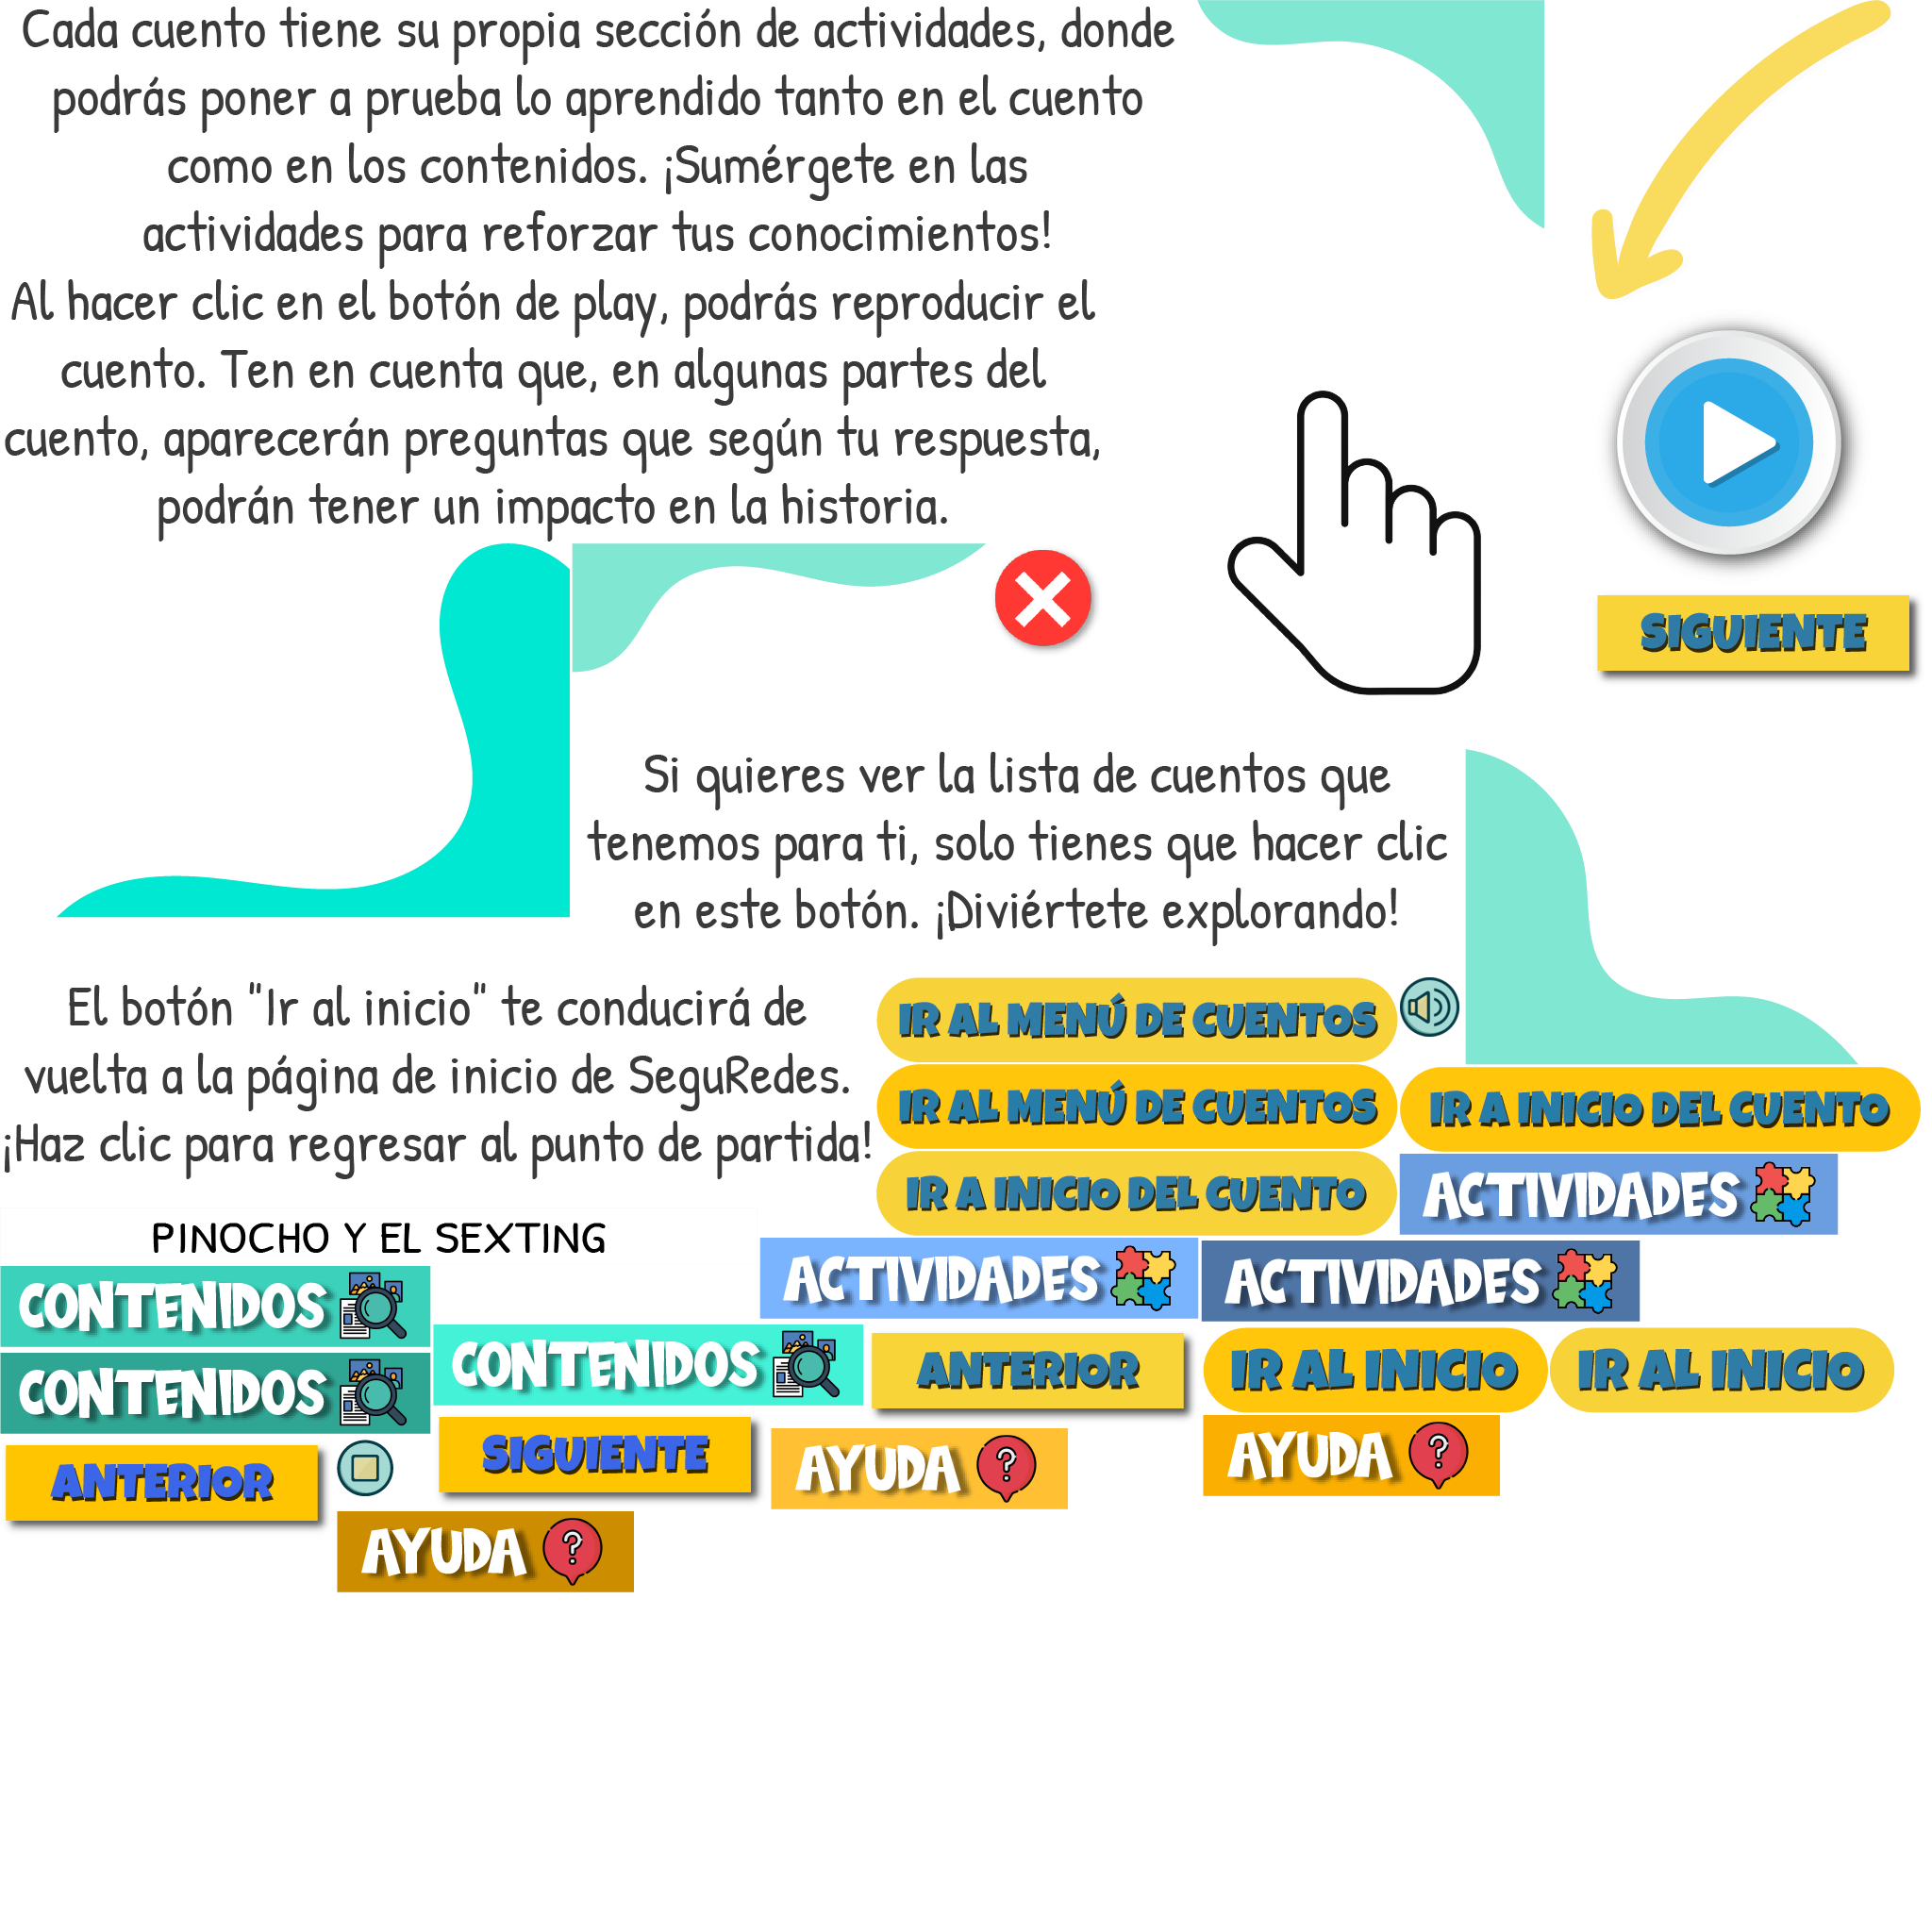 Cada cuento tiene su propia sección de actividades, donde
podrás poner a prueba lo aprendido tanto en el cuento
como en los contenidos. ¡Sumérgete en las
actividades para reforzar tus conocimientos!
Al hacer clic en el botón de play, podrás reproducir el
cuento. Ten en cuenta que, en algunas partes del
cuento, aparecerán preguntas que según tu respuesta,
podrán tener un impacto en la historia.
SIGUIENTE
Si quieres ver la lista de cuentos que
tenemos para ti, solo tienes que hacer clic
en este botón. ¡Diviértete explorando!
El botón "Ir al inicio" te conducirá de
vuelta a la página de inicio de SeguRedes.
¡Haz clic para regresar al punto de partida!
IR AL MENÚ DE CUENTOS
IR AL MENÚ DE CUENTOS
IR A INICIO DEL CUENTO
IR A INICIO DEL CUENTO
ACTIVIDADES
PINOCHO Y EL SEXTING
ACTIVIDADES
ACTIVIDADES
CONTENIDOS
CONTENIDOS
CONTENIDOS
ANTERIOR
IR AL INICIO
IR AL INICIO
ANTERIOR
SIGUIENTE
AYUDA ?
AYUDA ?
AYUDA ?